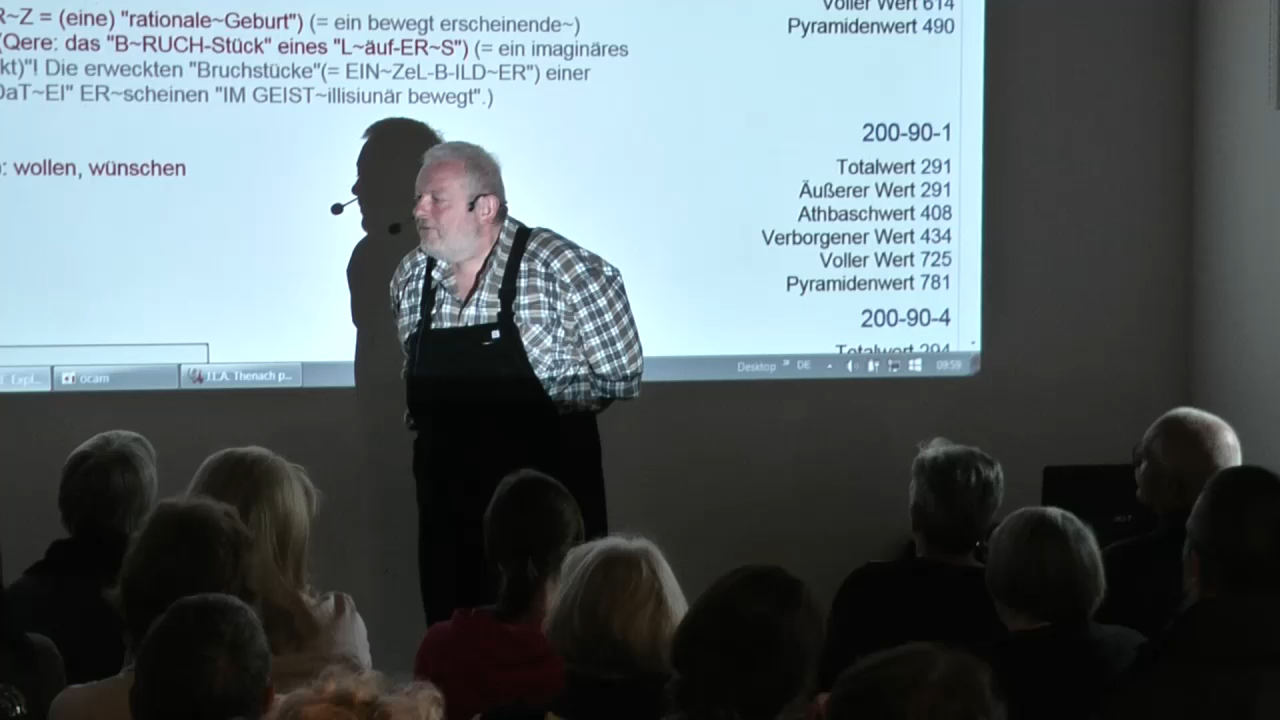 R~Z = (eine) "rationale~Geburt") (= ein bewegt erscheinende~)
(Qere: das "B~RUCH-Stück" eines "L~äuf-ER~S") (= ein imaginäres
kt)"! Die erweckten "Bruchstücke"(= EIN~ZeL-B-ILD~ER") einer
DaT~EI" ER~scheinen "IM GEIST~illisiunär bewegt".)
: wollen, wünschen
Voller Wert 614
Pyramidenwert 490
200-90-1
Totalwert 291
Äußerer Wert 291
Athbaschwert 408
Verborgener Wert 434
Voller Wert 725
Pyramidenwert 781
200-90-4
Totalwert 294
ocam
J.L.A. Thenach p...
Desktop » DE 09:59